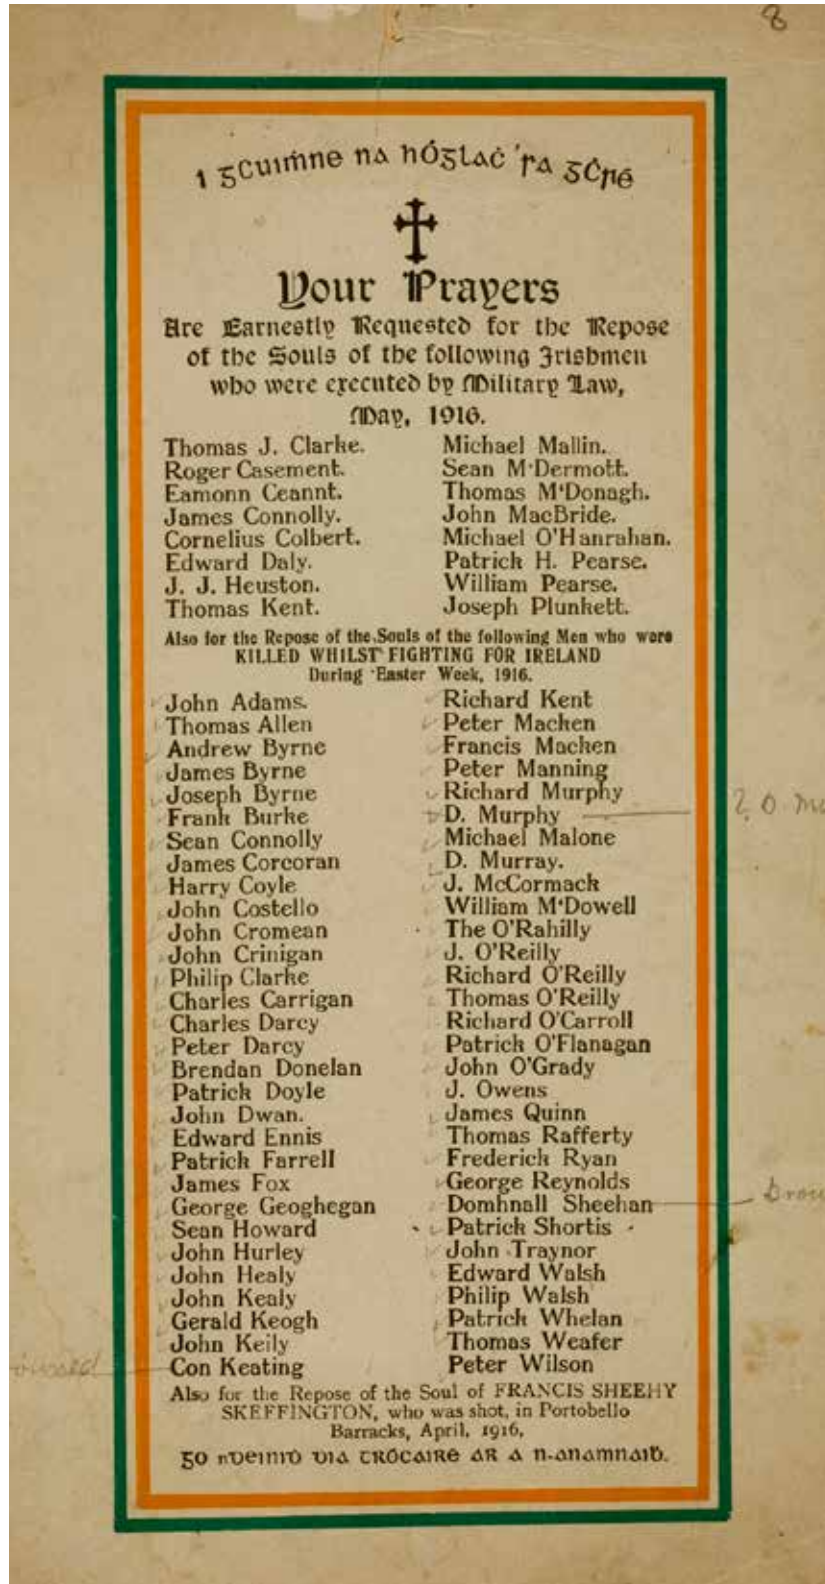 8
I gCuiṁne na hÓglaċ 'sa gCré
Your Prayers
Are Earnestly Requested for the Repose
of the Souls of the following Irishmen
who were executed by Military Law,
May, 1916.
Thomas J. Clarke.
Roger Casement.
Eamonn Ceannt.
James Connolly.
Cornelius Colbert.
Edward Daly.
J. J. Heuston.
Thomas Kent.
Michael Mallin.
Sean M'Dermott.
Thomas M'Donagh.
John MacBride.
Michael O'Hanrahan.
Patrick H. Pearse.
William Pearse.
Joseph Plunkett.
Also for the Repose of the Souls of the following Men who were
KILLED WHILST FIGHTING FOR IRELAND
During Easter Week, 1916.
John Adams.
Thomas Allen
Andrew Byrne
James Byrne
Joseph Byrne
Frank Burke
Sean Connolly
James Corcoran
Harry Coyle
John Costello
John Cromean
John Crinigan
Philip Clarke
Charles Carrigan
Charles Darcy
Peter Darcy
Brendan Donelan
Patrick Doyle
John Dwan.
Edward Ennis
Patrick Farrell
James Fox
George Geoghegan
Sean Howard
John Hurley
John Healy
John Kealy
Gerald Keogh
John Keily
Con Keating
Richard Kent
Peter Macken
Francis Macken
Peter Manning
Richard Murphy
D. Murphy
Michael Malone
D. Murray.
J. McCormack
William M'Dowell
The O'Rahilly
J. O'Reilly
Richard O'Reilly
Thomas O'Reilly
Richard O'Carroll
Patrick O'Flanagan
John O'Grady
J. Owens
James Quinn
Thomas Rafferty
Frederick Ryan
George Reynolds
Domhnall Sheehan
Patrick Shortis
John Traynor
Edward Walsh
Philip Walsh
Patrick Whelan
Thomas Weafer
Peter Wilson
Also for the Repose of the Soul of FRANCIS SHEEHY
SKEFFINGTON, who was shot, in Portobello
Barracks, April, 1916,
go nDeiniḋ Dia Trócaire ar a n-anamnaiḃ.